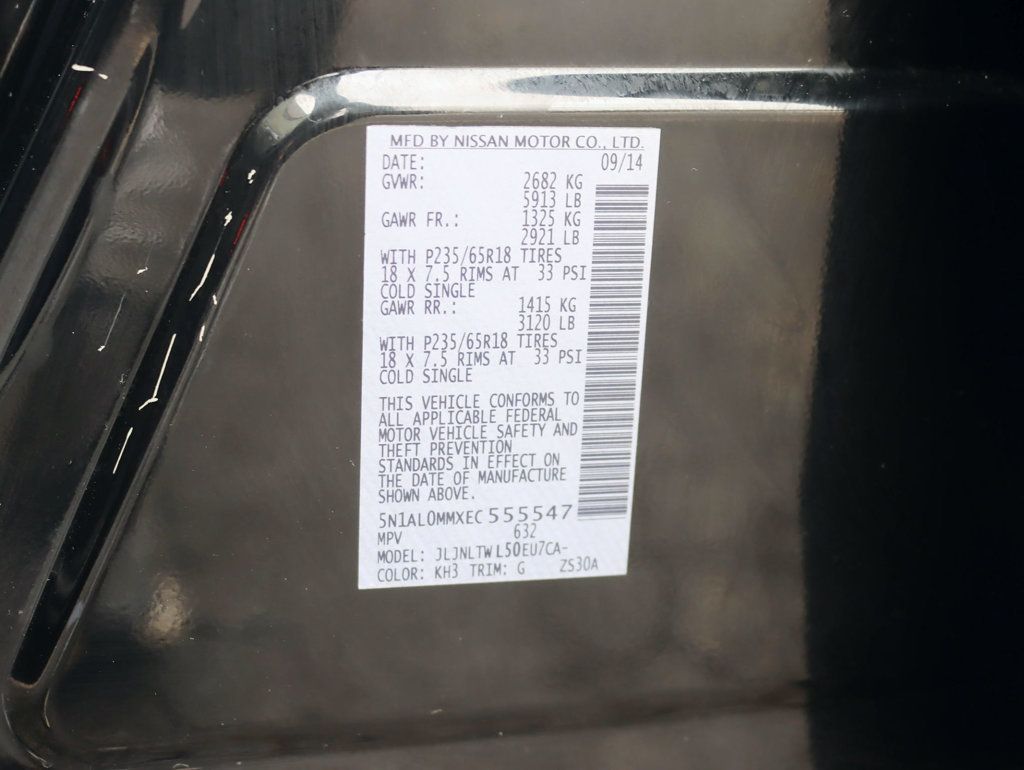 MFD BY NISSAN MOTOR CO., LTD.
DATE: 09/14
GVWR: 2682 KG
5913 LB
GAWR FR.: 1325 KG
2921 LB
WITH P235/65R18 TIRES
18 X 7.5 RIMS AT 33 PSI
COLD SINGLE
GAWR RR.: 1415 KG
3120 LB
WITH P235/65R18 TIRES
18 X 7.5 RIMS AT 33 PSI
COLD SINGLE
THIS VEHICLE CONFORMS TO
ALL APPLICABLE FEDERAL
MOTOR VEHICLE SAFETY AND
THEFT PREVENTION
STANDARDS IN EFFECT ON
THE DATE OF MANUFACTURE
SHOWN ABOVE.
5N1AL0MMXEC 555547
MPV 632
MODEL: JLJNLTWL50EU7CA-
COLOR: KH3 TRIM: G ZS30A